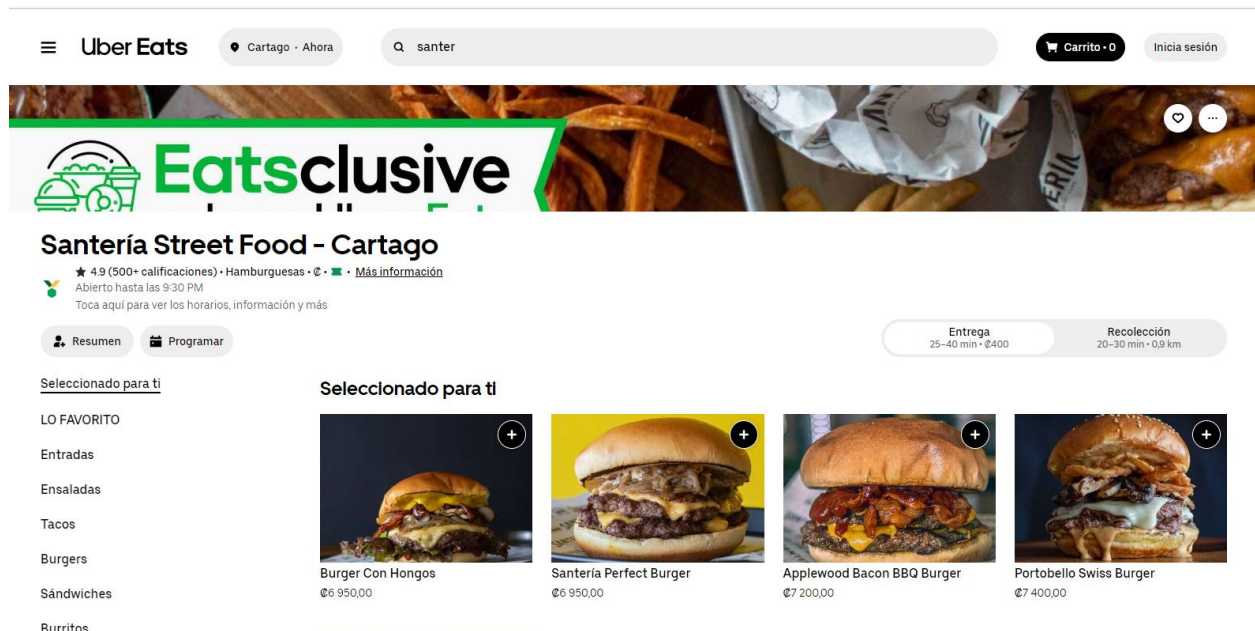 Uber Eats
Cartago • Ahora
santer
Carrito • 0
Inicia sesión
Eatsclusive
Santería Street Food - Cartago
4.9 (500+ calificaciones) • Hamburguesas • ₡ • • Más información
Abierto hasta las 9:30 PM
Toca aquí para ver los horarios, información y más
Resumen
Programar
Entrega
25–40 min • ₡400
Recolección
20–30 min • 0,9 km
Seleccionado para ti
LO FAVORITO
Entradas
Ensaladas
Tacos
Burgers
Sándwiches
Burritos
Seleccionado para ti
Burger Con Hongos
₡6 950,00
Santería Perfect Burger
₡6 950,00
Applewood Bacon BBQ Burger
₡7 200,00
Portobello Swiss Burger
₡7 400,00